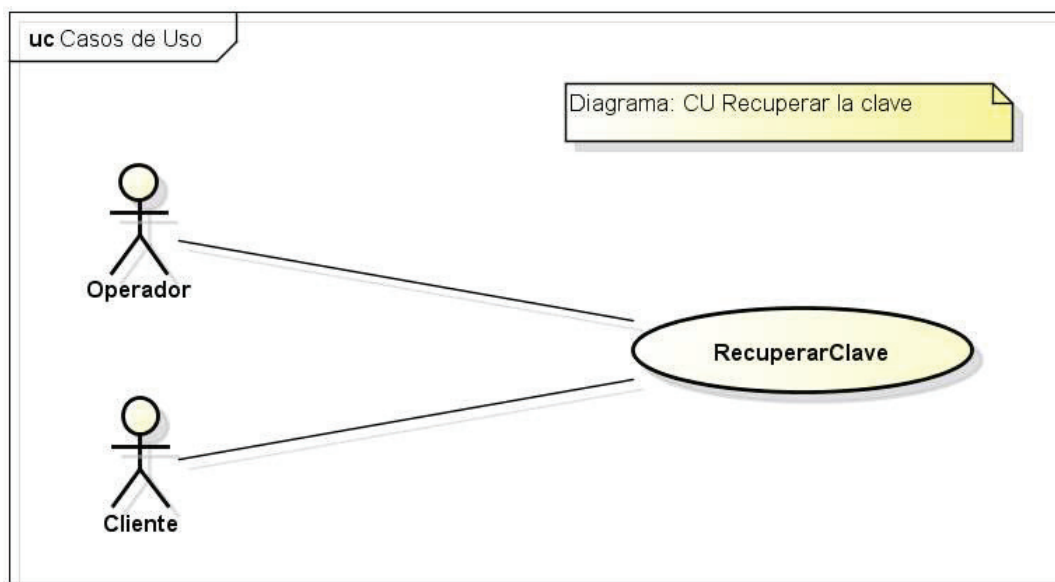 uc Casos de Uso
Diagrama: CU Recuperar la clave
Operador
RecuperarClave
Cliente